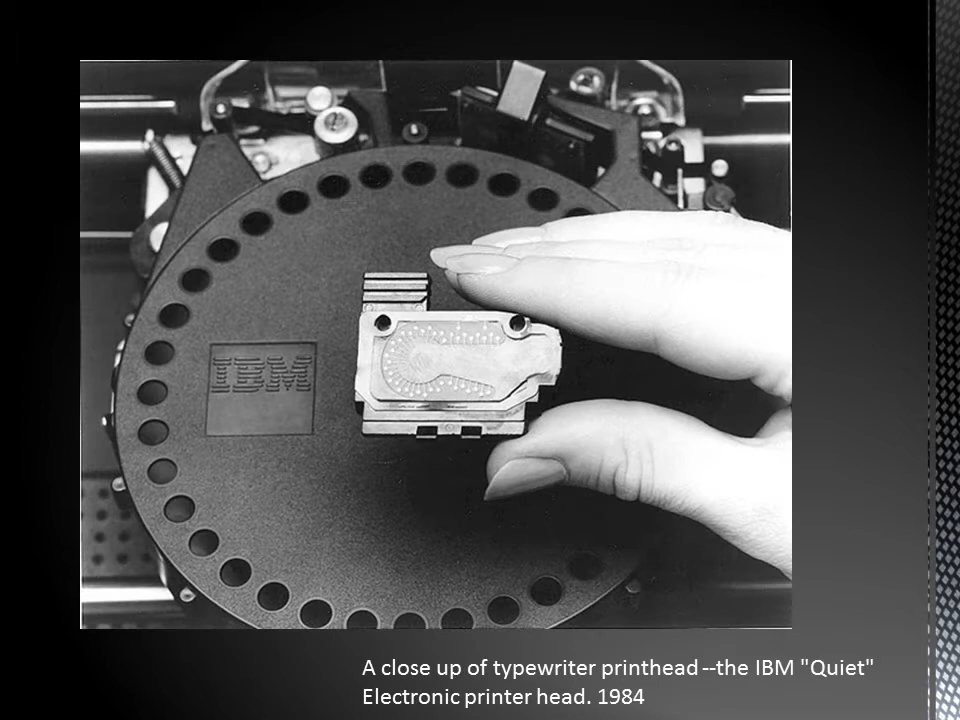 IBM
A close up of typewriter printhead --the IBM "Quiet"
Electronic printer head. 1984